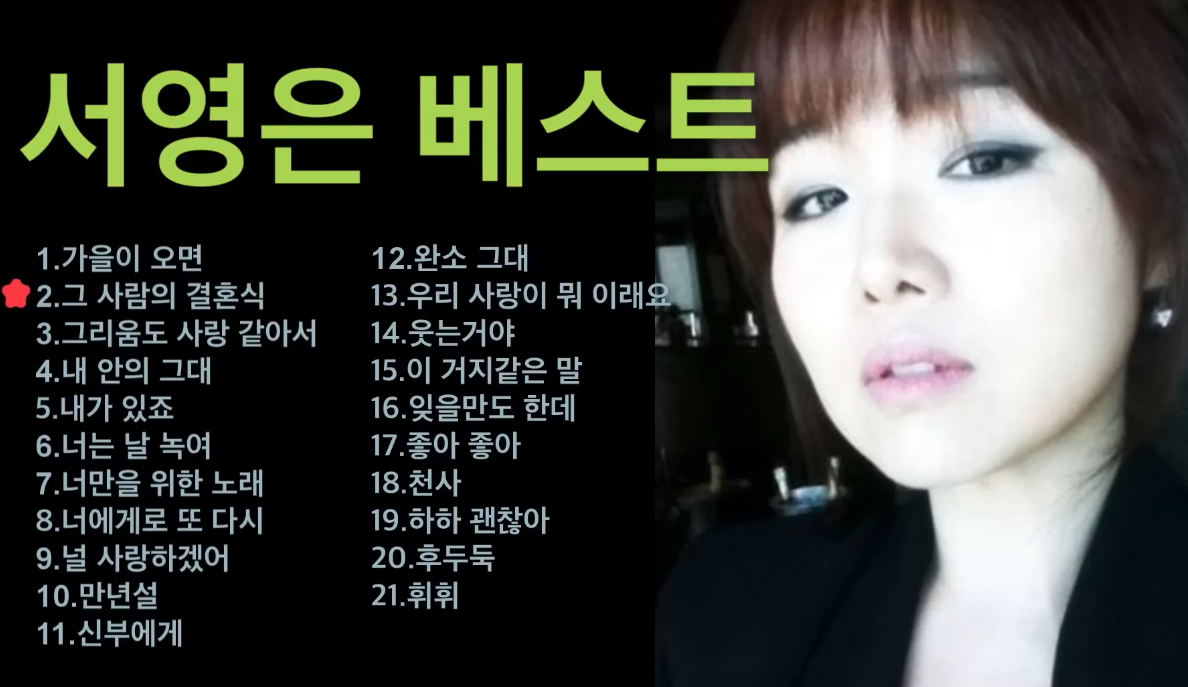 서영은 베스트
1.가을이 오면
2.그 사람의 결혼식
3.그리움도 사랑 같아서
4.내 안의 그대
5.내가 있죠
6.너는 날 녹여
7.너만을 위한 노래
8.너에게로 또 다시
9.널 사랑하겠어
10.만년설
11.신부에게
12.완소 그대
13.우리 사랑이 뭐 이래요
14.웃는거야
15.이 거지같은 말
16.잊을만도 한데
17.좋아 좋아
18.천사
19.하하 괜찮아
20.후두둑
21.휘휘